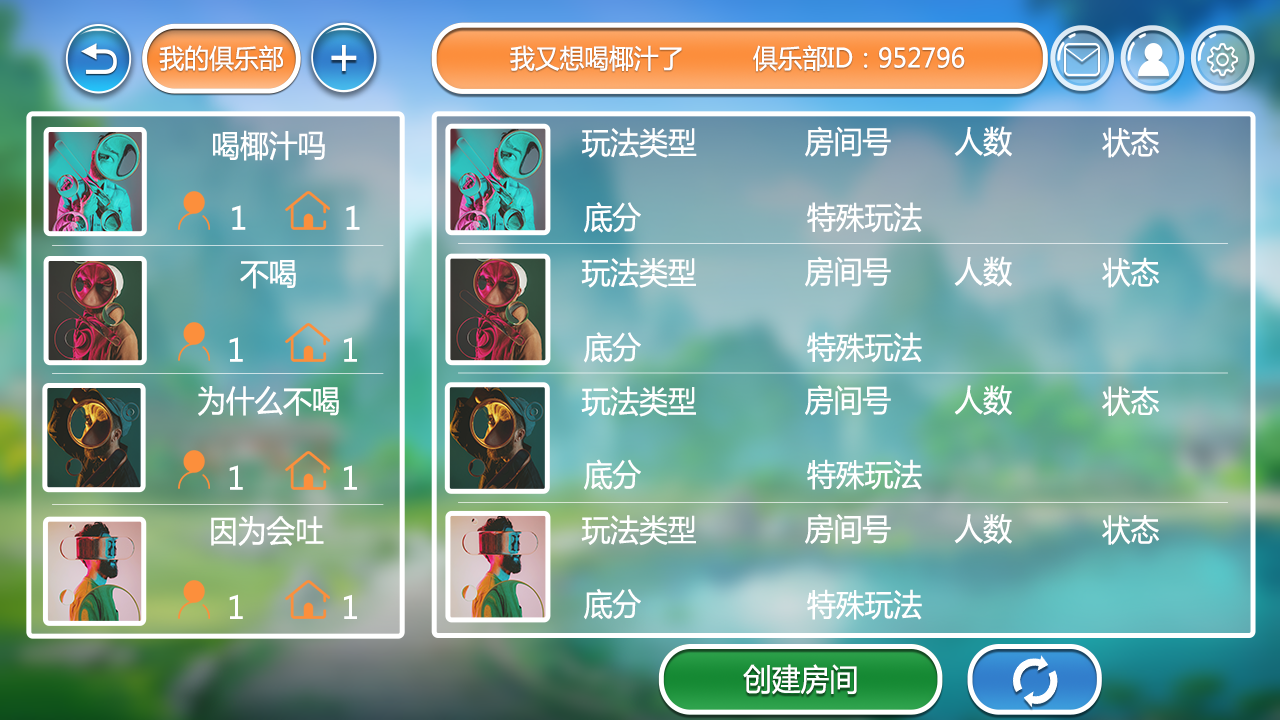 我的俱乐部
我又想喝椰汁了 俱乐部ID：952796
喝椰汁吗
1 1
不喝
1 1
为什么不喝
1 1
因为会吐
1 1
玩法类型 房间号 人数 状态
底分 特殊玩法
玩法类型 房间号 人数 状态
底分 特殊玩法
玩法类型 房间号 人数 状态
底分 特殊玩法
玩法类型 房间号 人数 状态
底分 特殊玩法
创建房间